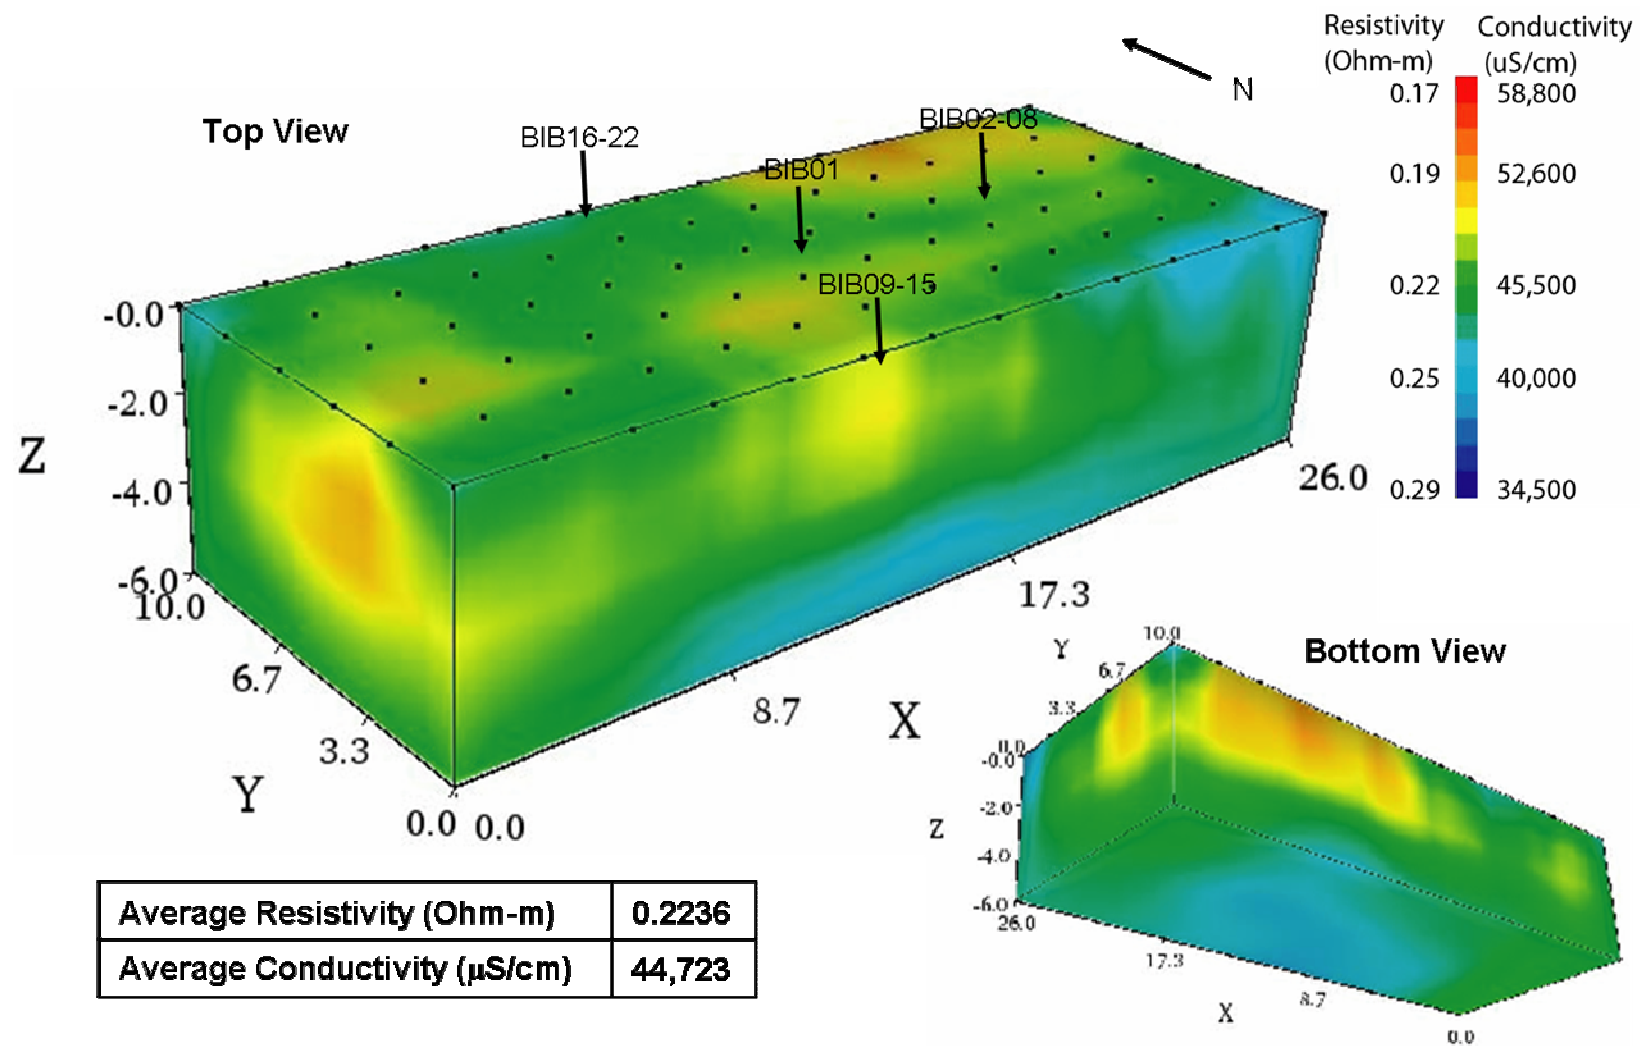 Resistivity Conductivity
(Ohm-m) (uS/cm)
0.17 58,800
0.19 52,600
0.22 45,500
0.25 40,000
0.29 34,500
N
Top View
BIB16-22
BIB02-08
BIB01
BIB09-15
Z
-0.0
-2.0
-4.0
-6.0
10.0
6.7
3.3
0.0
Y
0.0
8.7
17.3
26.0
X
Bottom View
Y
10.0
6.7
3.3
0.0
Z
-0.0
-2.0
-4.0
-6.0
26.0
17.3
8.7
0.0
X
Average Resistivity (Ohm-m) 0.2236
Average Conductivity (µS/cm) 44,723